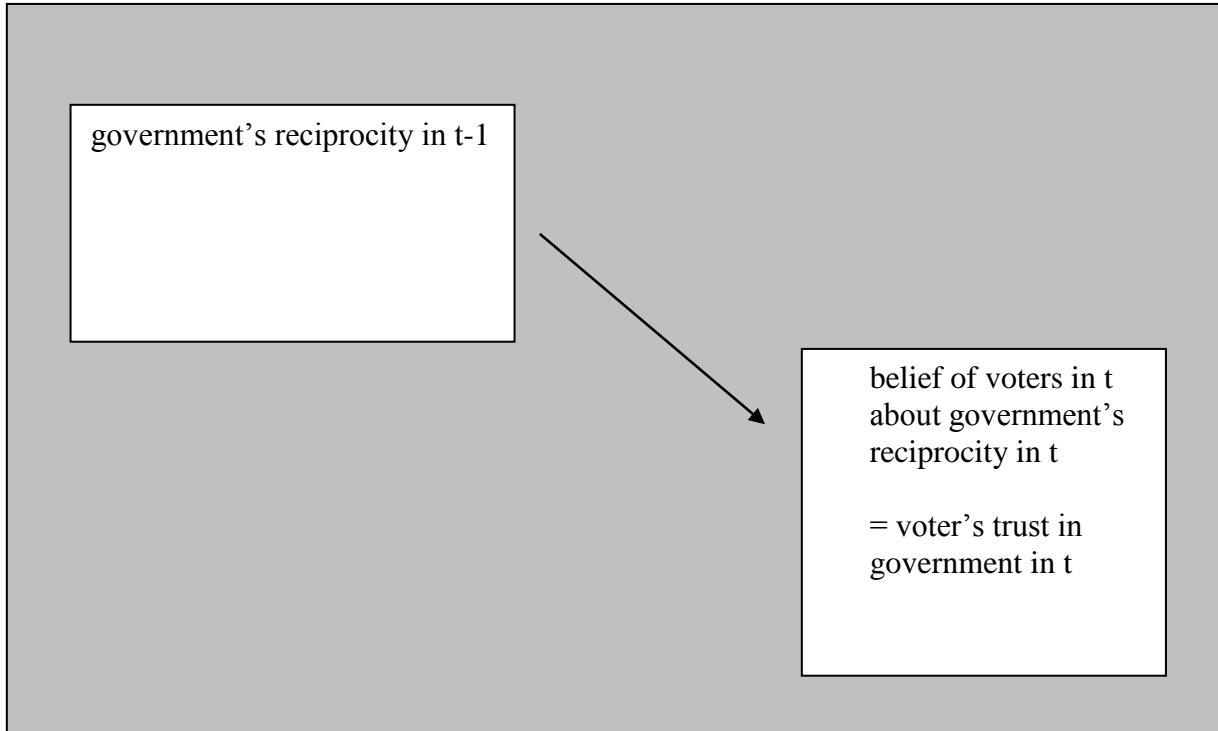 government’s reciprocity in t-1
belief of voters in t
about government’s
reciprocity in t
= voter’s trust in
government in t